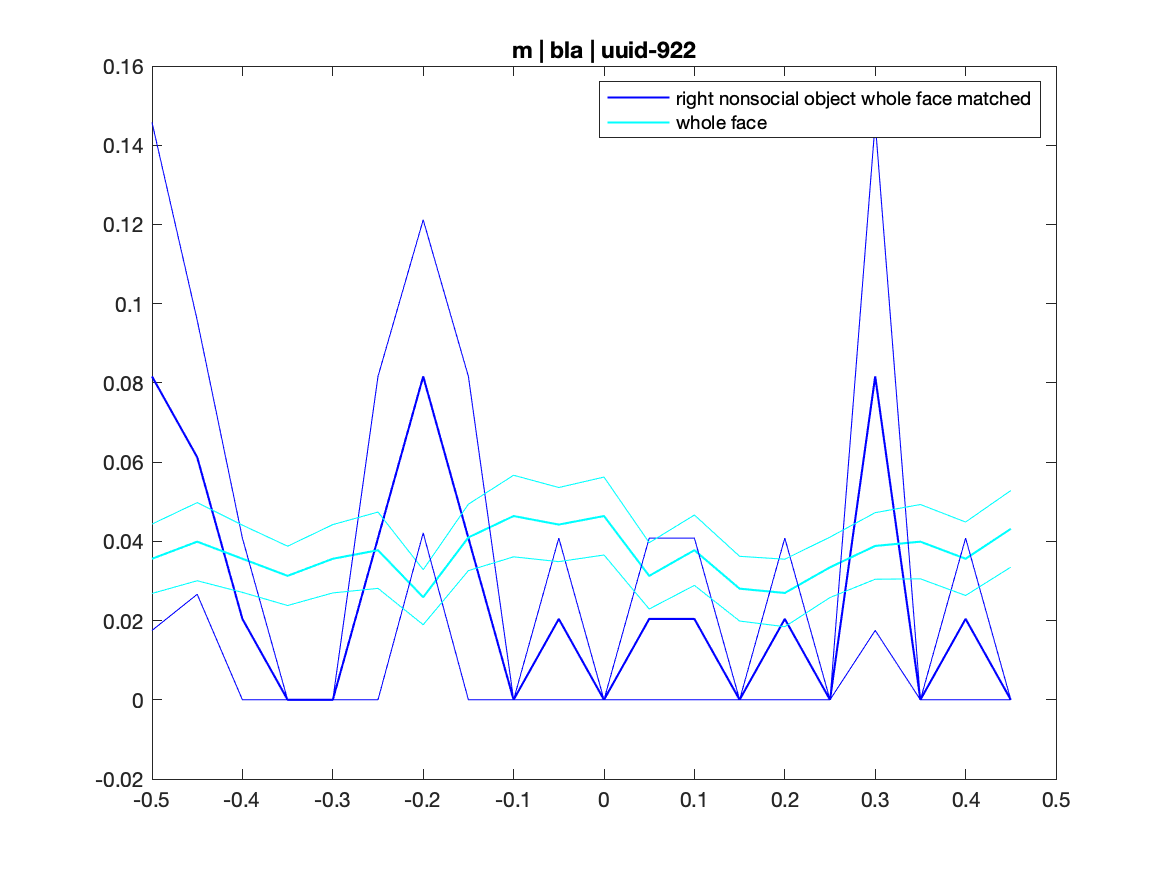 m | bla | uuid-922
0.16
right nonsocial object whole face matched
whole face
0.14
0.12
0.1
0.08
0.06
0.04
0.02
0
-0.02
-0.5 -0.4 -0.3 -0.2 -0.1 0 0.1 0.2 0.3 0.4 0.5